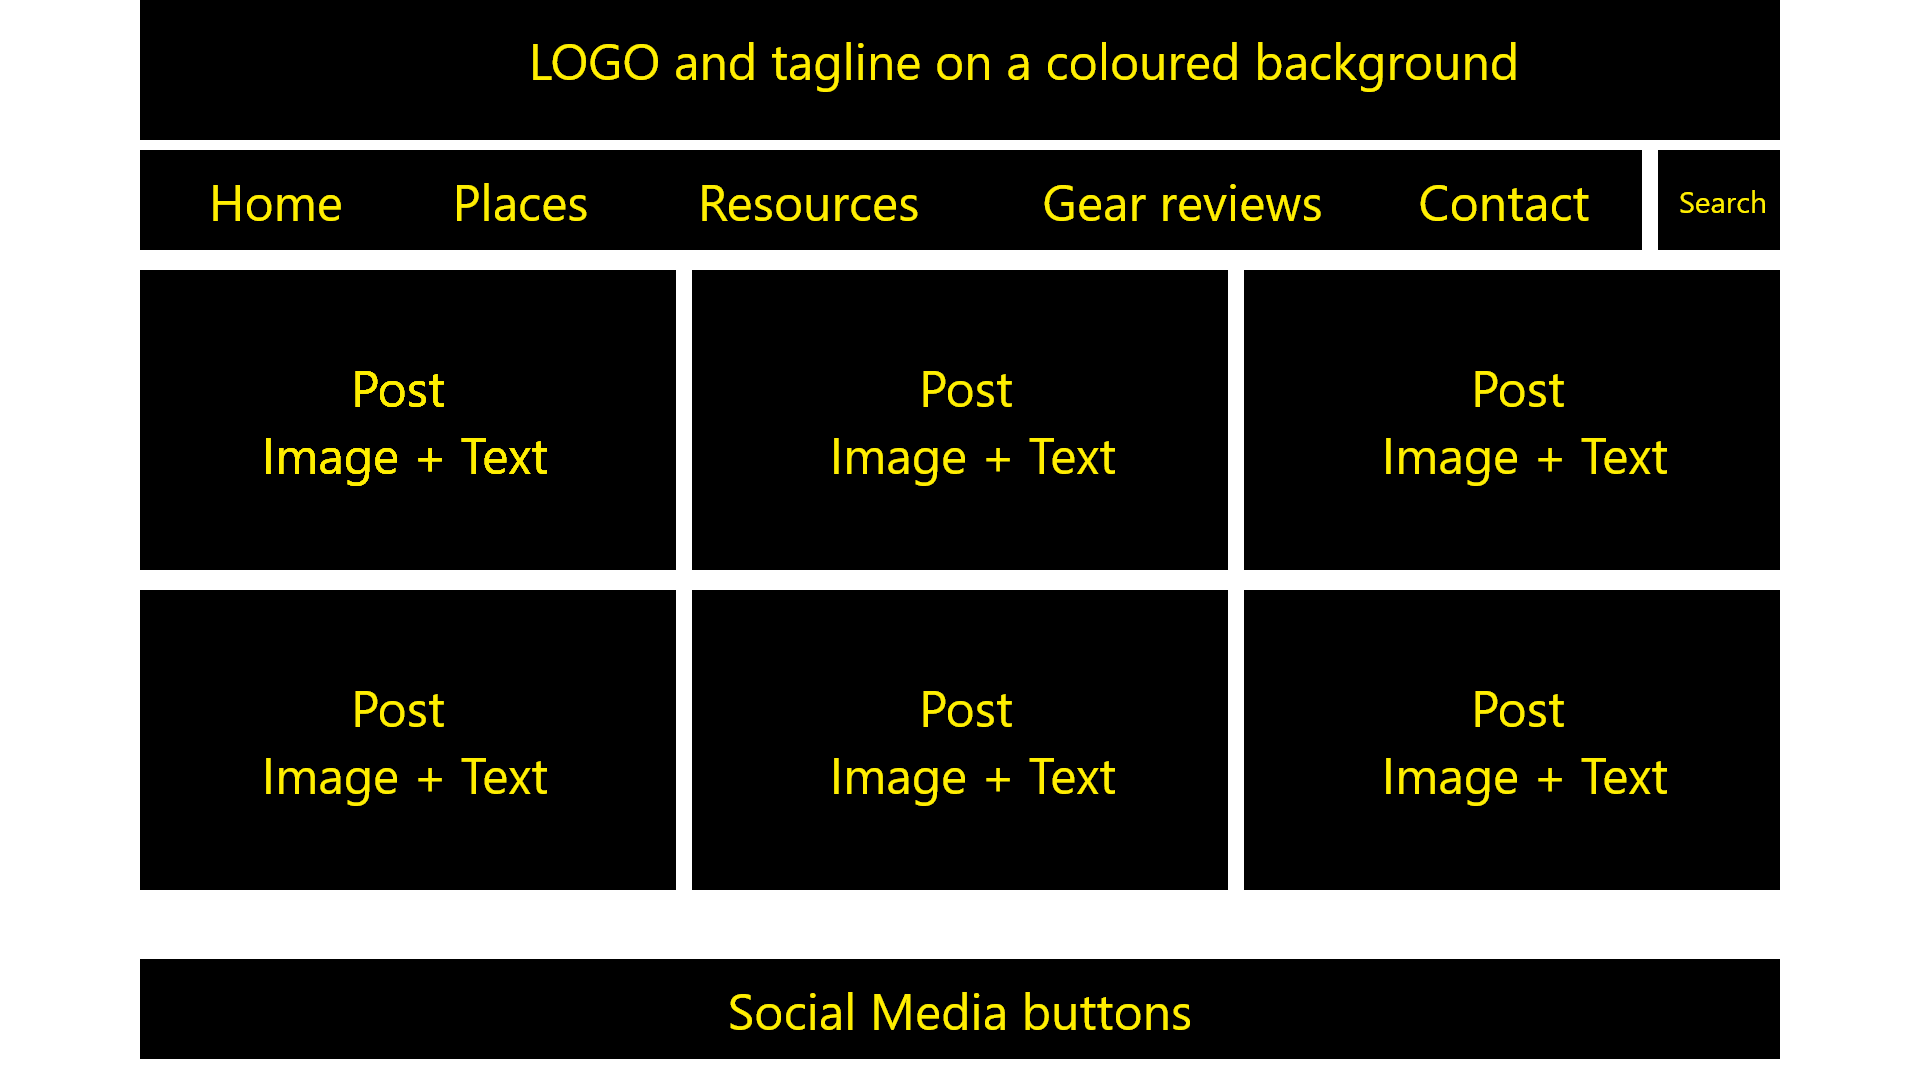 LOGO and tagline on a coloured background
Home Places Resources Gear reviews Contact Search
Post
Image + Text
Post
Image + Text
Post
Image + Text
Post
Image + Text
Post
Image + Text
Post
Image + Text
Social Media buttons